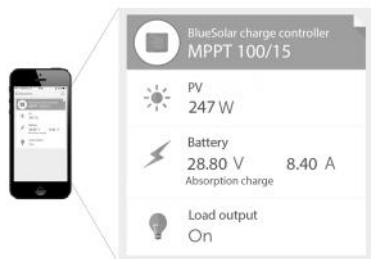 BlueSolar charge controller
MPPT 100/15
PV
247 W
Battery
28.80 V 8.40 A
Absorption charge
Load output
On